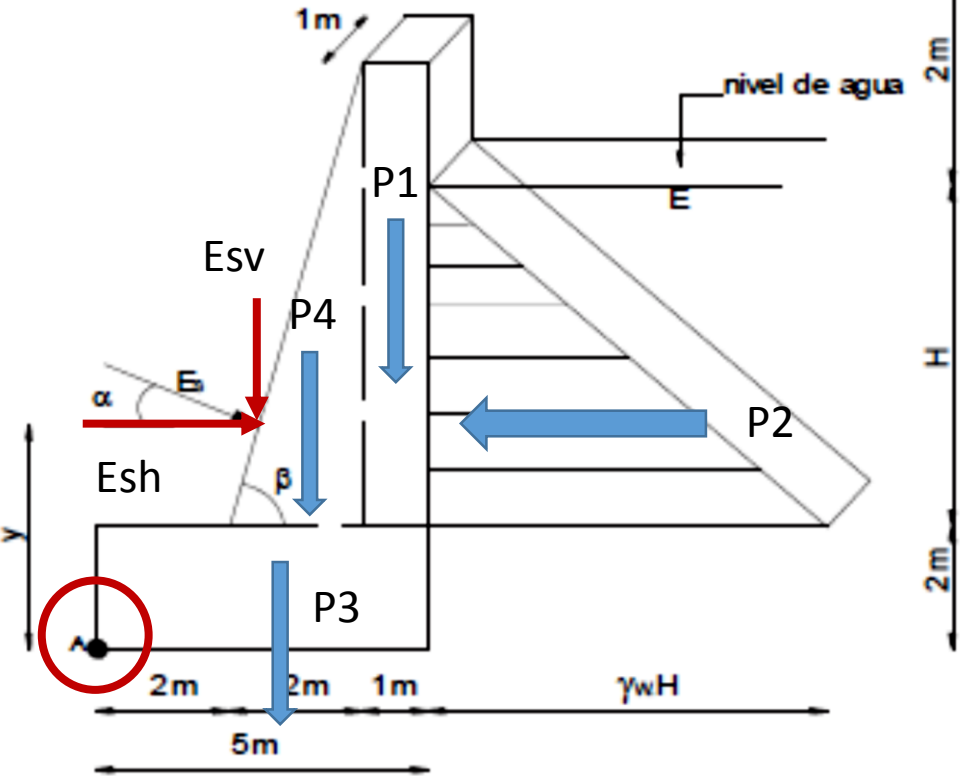 1m
2m
nivel de agua
E
P1
Esv
P4
Es
α
P2
H
Esh
β
y
2m
P3
A
2m
2m
1m
γwH
5m